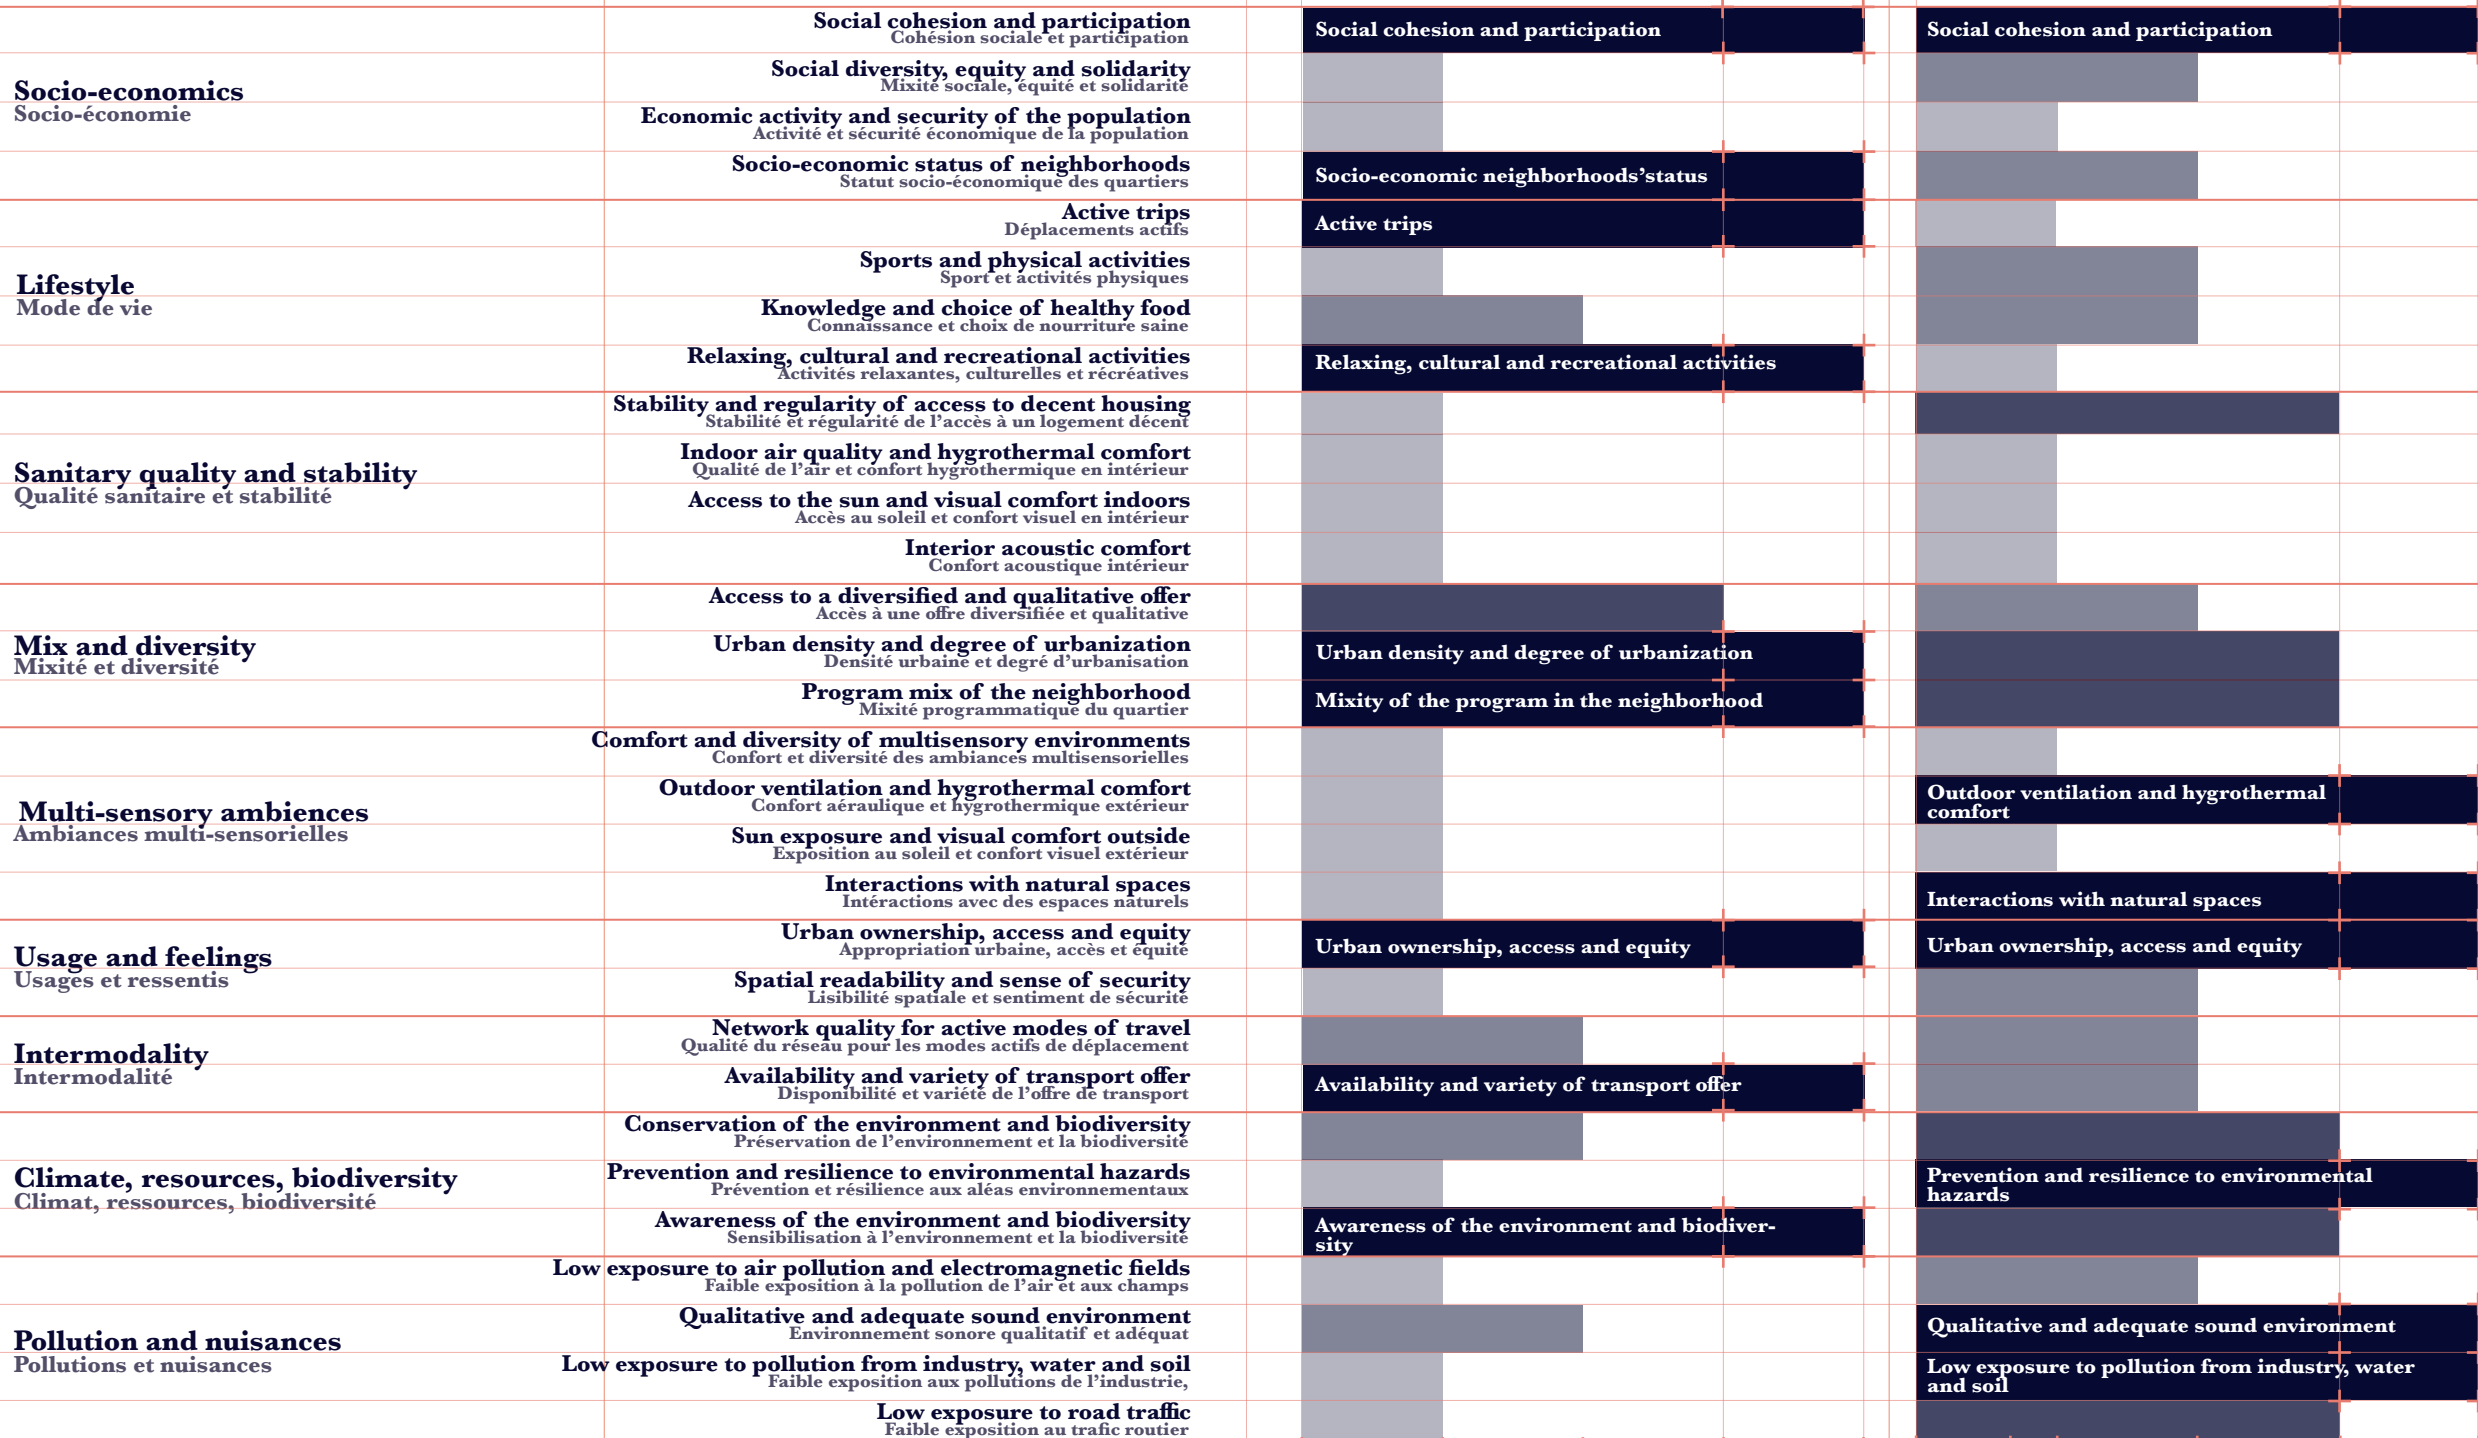 Social cohesion and participation
Cohésion sociale et participation
Social cohesion and participation
Social cohesion and participation
Socio-economics
Socio-économie
Social diversity, equity and solidarity
Mixité sociale, équité et solidarité
Economic activity and security of the population
Activité et sécurité économique de la population
Socio-economic status of neighborhoods
Statut socio-économique des quartiers
Socio-economic neighborhoods’status
Active trips
Déplacements actifs
Active trips
Lifestyle
Mode de vie
Sports and physical activities
Sport et activités physiques
Knowledge and choice of healthy food
Connaissance et choix de nourriture saine
Relaxing, cultural and recreational activities
Activités relaxantes, culturelles et récréatives
Relaxing, cultural and recreational activities
Stability and regularity of access to decent housing
Stabilité et régularité de l’accès à un logement décent
Sanitary quality and stability
Qualité sanitaire et stabilité
Indoor air quality and hygrothermal comfort
Qualité de l’air et confort hygrothermique en intérieur
Access to the sun and visual comfort indoors
Accès au soleil et confort visuel en intérieur
Interior acoustic comfort
Confort acoustique intérieur
Access to a diversified and qualitative offer
Accès à une offre diversifiée et qualitative
Mix and diversity
Mixité et diversité
Urban density and degree of urbanization
Densité urbaine et degré d’urbanisation
Urban density and degree of urbanization
Program mix of the neighborhood
Mixité programmatique du quartier
Mixity of the program in the neighborhood
Comfort and diversity of multisensory environments
Confort et diversité des ambiances multisensorielles
Multi-sensory ambiences
Ambiances multi-sensorielles
Outdoor ventilation and hygrothermal comfort
Confort aéraulique et hygrothermique extérieur
Outdoor ventilation and hygrothermal
comfort
Sun exposure and visual comfort outside
Exposition au soleil et confort visuel extérieur
Interactions with natural spaces
Intéractions avec des espaces naturels
Interactions with natural spaces
Usage and feelings
Usages et ressentis
Urban ownership, access and equity
Appropriation urbaine, accès et équité
Urban ownership, access and equity
Urban ownership, access and equity
Spatial readability and sense of security
Lisibilité spatiale et sentiment de sécurité
Intermodality
Intermodalité
Network quality for active modes of travel
Qualité du réseau pour les modes actifs de déplacement
Availability and variety of transport offer
Disponibilité et variété de l’offre de transport
Availability and variety of transport offer
Conservation of the environment and biodiversity
Préservation de l’environnement et la biodiversité
Climate, resources, biodiversity
Climat, ressources, biodiversité
Prevention and resilience to environmental hazards
Prévention et résilience aux aléas environnementaux
Prevention and resilience to environmental
hazards
Awareness of the environment and biodiversity
Sensibilisation à l’environnement et la biodiversité
Awareness of the environment and biodiver-
sity
Low exposure to air pollution and electromagnetic fields
Faible exposition à la pollution de l’air et aux champs
Pollution and nuisances
Pollutions et nuisances
Qualitative and adequate sound environment
Environnement sonore qualitatif et adéquat
Qualitative and adequate sound environment
Low exposure to pollution from industry, water and soil
Faible exposition aux pollutions de l’industrie,
Low exposure to pollution from industry, water
and soil
Low exposure to road traffic
Faible exposition au trafic routier